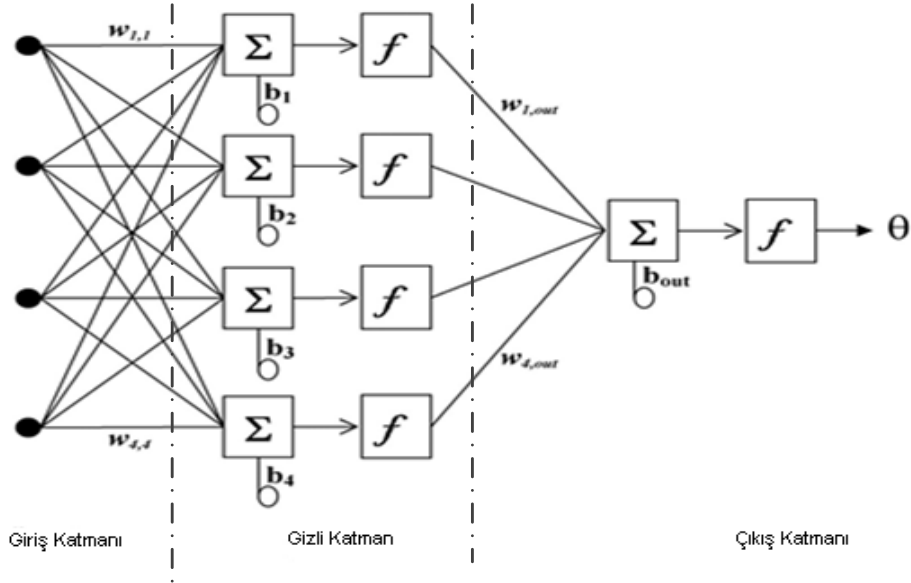 w1,1
Σ
f
b1
w1,out
Σ
f
b2
Σ
f
θ
bout
Σ
f
b3
w4,out
Σ
f
w4,4
b4
Giriş Katmanı
Gizli Katman
Çıkış Katmanı